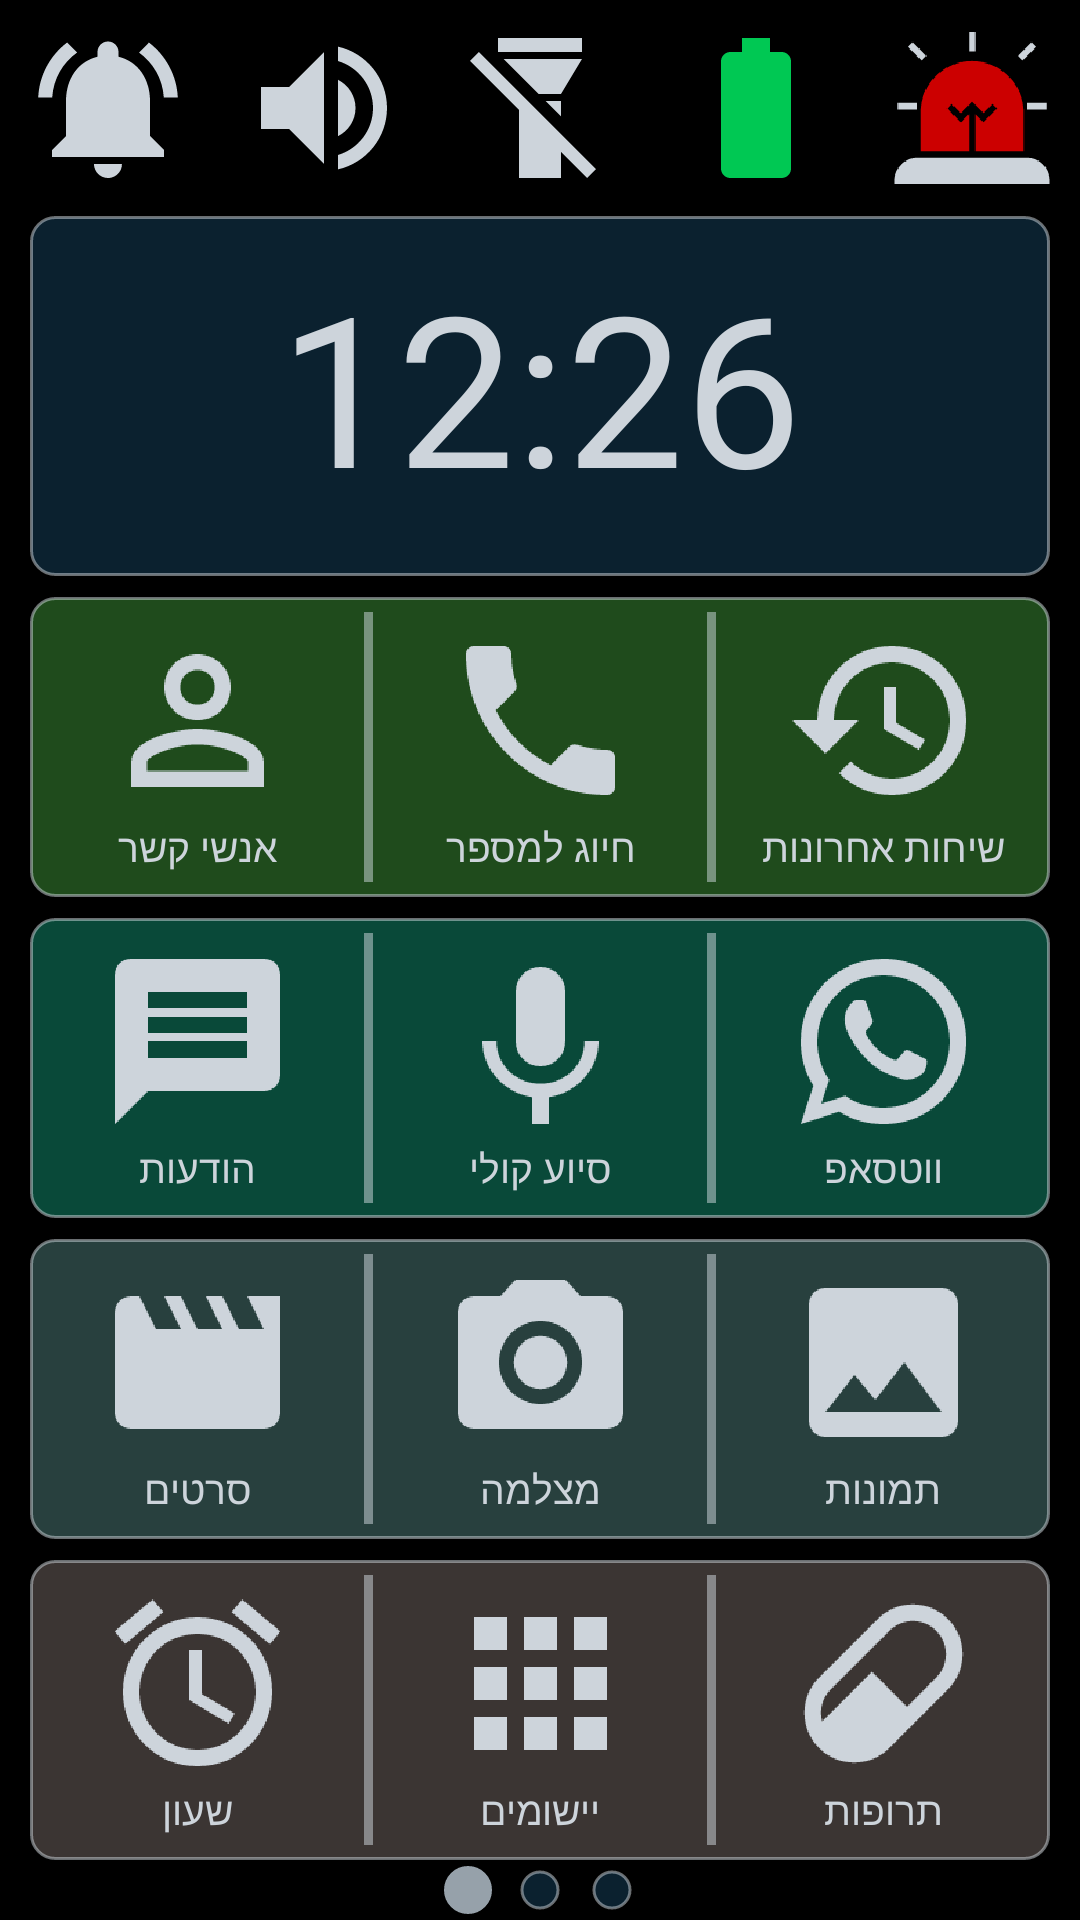 12:26
שיחות אחרונות
חיוג למספר
אנשי קשר
ווטסאפ
סיוע קולי
הודעות
תמונות
מצלמה
סרטים
תרופות
יישומים
שעון